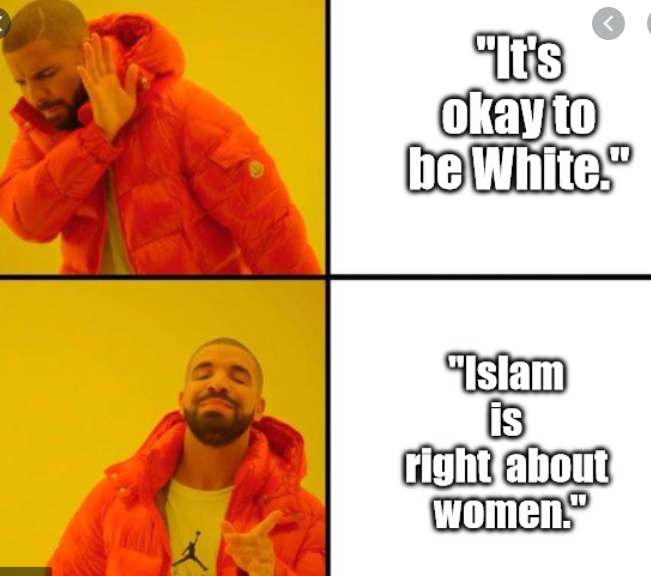 "It's
okay to
be White."
"Islam
is
right about
women."